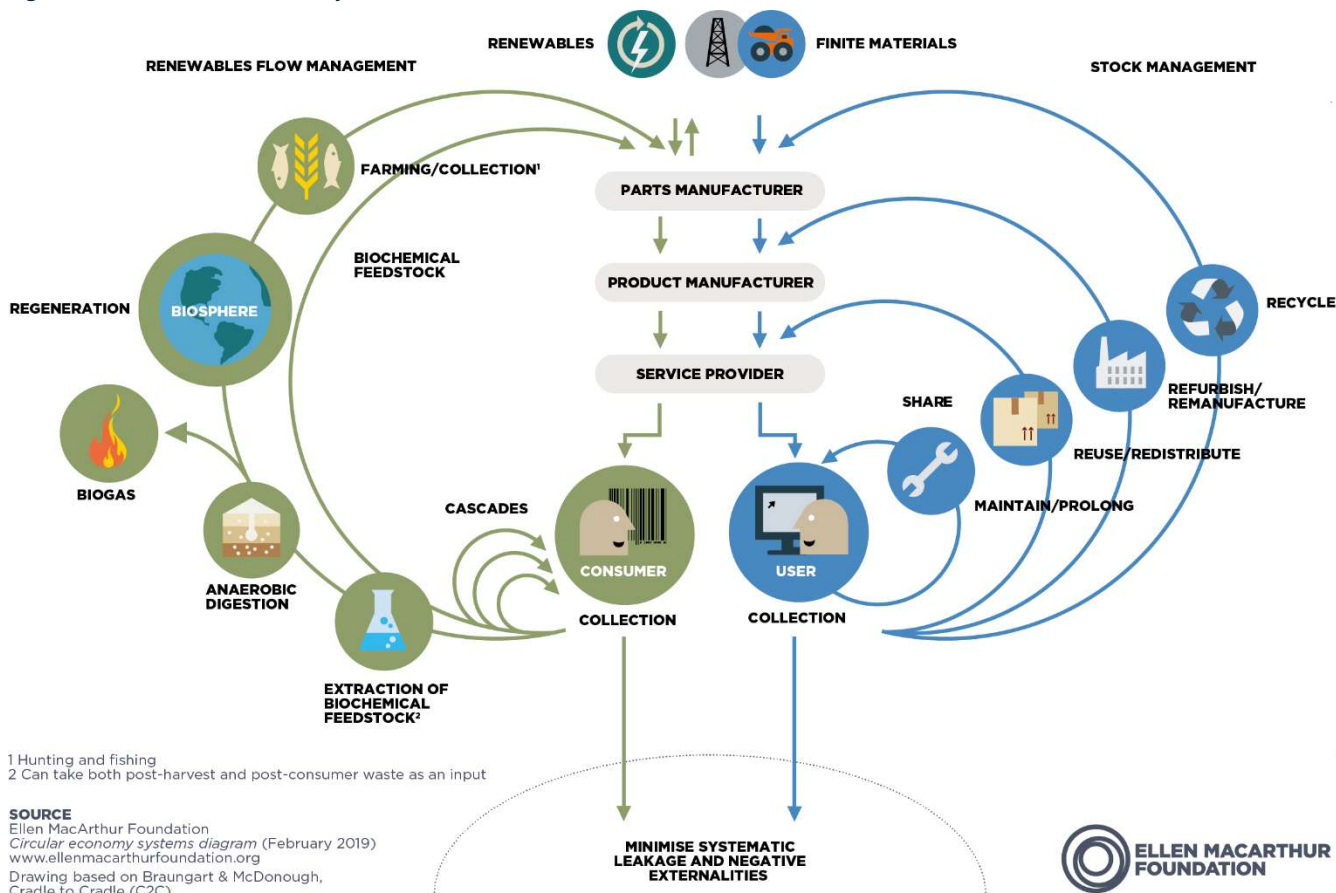 RENEWABLES
FINITE MATERIALS
RENEWABLES FLOW MANAGEMENT
STOCK MANAGEMENT
FARMING/COLLECTION¹
PARTS MANUFACTURER
BIOCHEMICAL
FEEDSTOCK
PRODUCT MANUFACTURER
REGENERATION
BIOSPHERE
RECYCLE
SERVICE PROVIDER
SHARE
REFURBISH/
REMANUFACTURE
REUSE/REDISTRIBUTE
BIOGAS
CASCADES
MAINTAIN/PROLONG
CONSUMER
USER
ANAEROBIC
DIGESTION
COLLECTION
COLLECTION
EXTRACTION OF
BIOCHEMICAL
FEEDSTOCK²
1 Hunting and fishing
2 Can take both post-harvest and post-consumer waste as an input
SOURCE
Ellen MacArthur Foundation
Circular economy systems diagram (February 2019)
www.ellenmacarthurfoundation.org
Drawing based on Braungart & McDonough,
Cradle to Cradle (C2C)
MINIMISE SYSTEMATIC
LEAKAGE AND NEGATIVE
EXTERNALITIES
ELLEN MACARTHUR
FOUNDATION